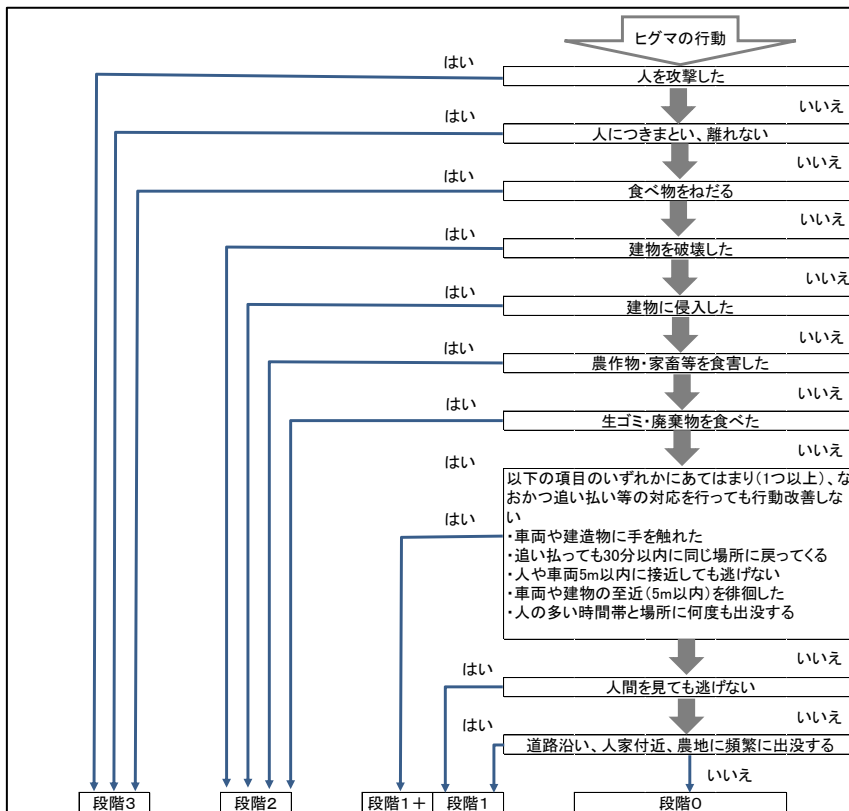 ヒグマの行動
はい
人を攻撃した
いいえ
はい
人につきまとい、離れない
いいえ
はい
食べ物をねだる
いいえ
はい
建物を破壊した
いいえ
はい
建物に侵入した
いいえ
はい
農作物・家畜等を食害した
いいえ
はい
生ゴミ・廃棄物を食べた
いいえ
はい
以下の項目のいずれかにあてはまり(1つ以上)、な
おかつ追い払い等の対応を行っても行動改善しな
い
はい
・車両や建造物に手を触れた
・追い払っても30分以内に同じ場所に戻ってくる
・人や車両5m以内に接近しても逃げない
・車両や建物の至近(5m以内)を徘徊した
・人の多い時間帯と場所に何度も出没する
いいえ
はい
人間を見ても逃げない
いいえ
はい
道路沿い、人家付近、農地に頻繁に出没する
いいえ
段階3
段階2
段階1+
段階1
段階0